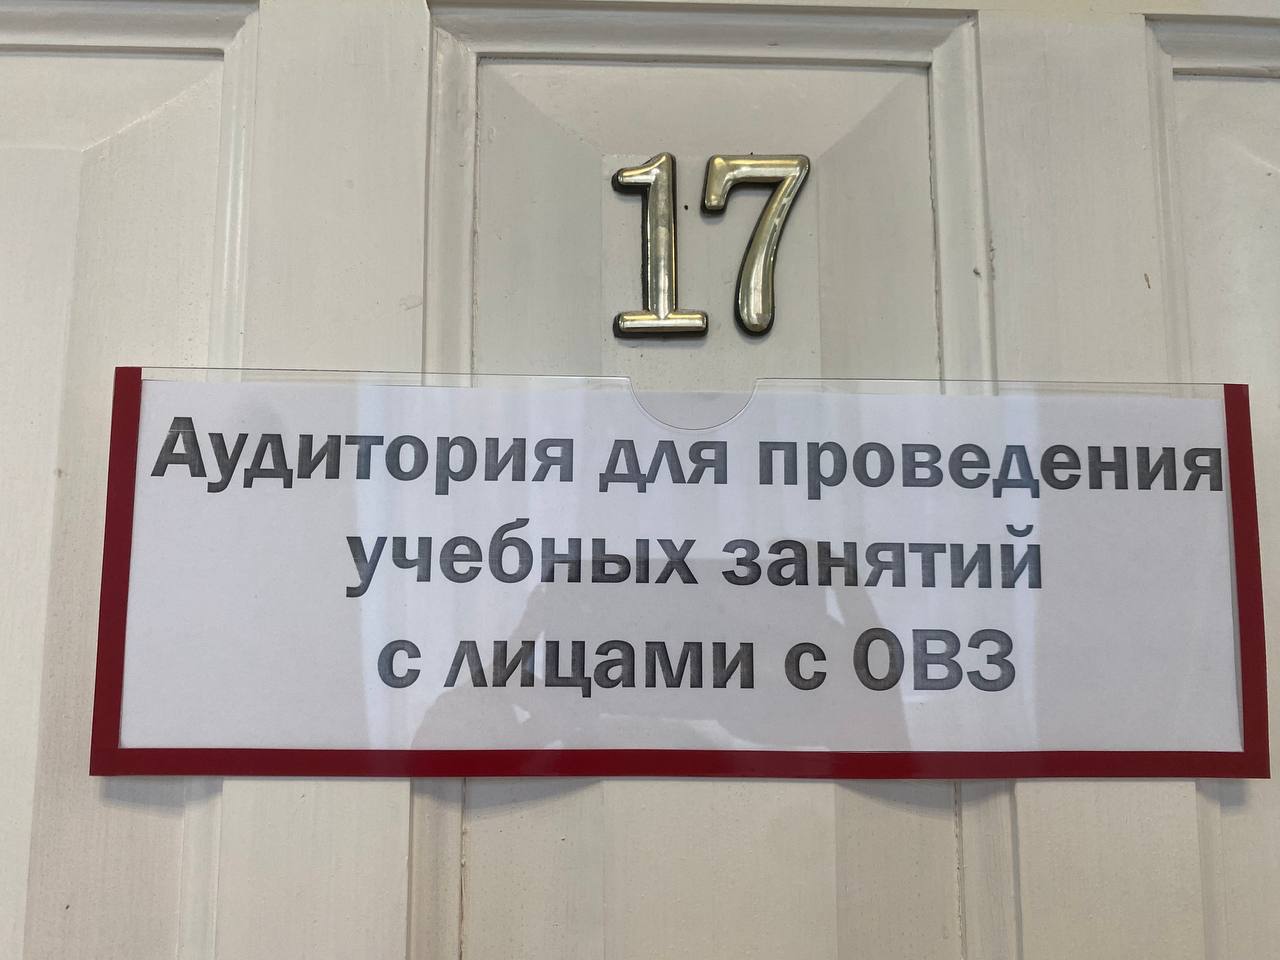 17
Аудитория для проведения
учебных занятий
с лицами с ОВЗ